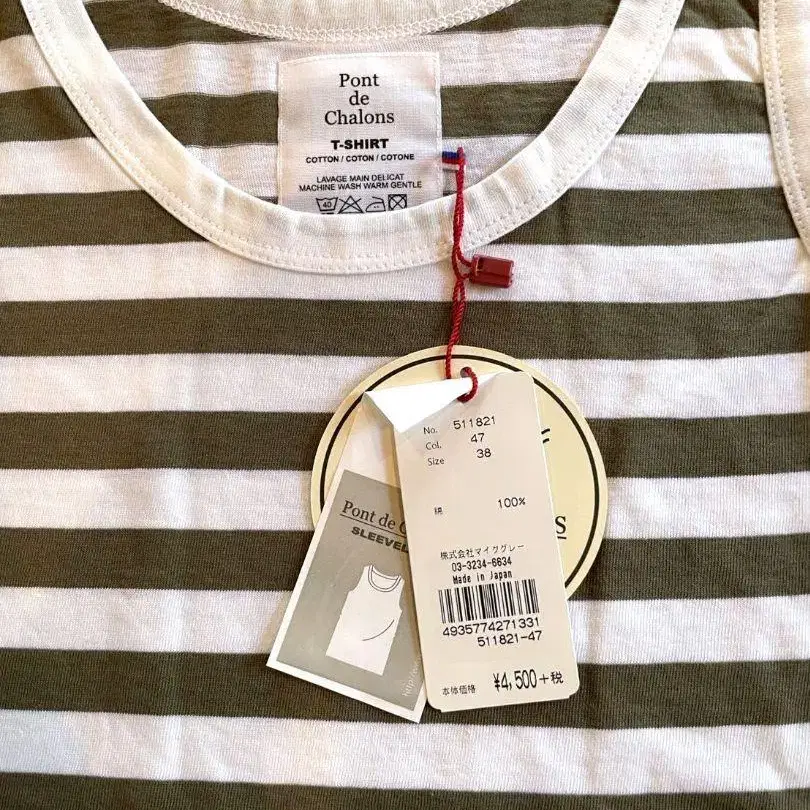 Pont
de
Chalons
T-SHIRT
COTTON / COTON / COTONE
LAVAGE MAIN DELICAT
MACHINE WASH WARM GENTLE
40
No. 511821
Col. 47
Size 38
綿 100%
株式会社マイググレー
03-3234-6634
Made in Japan
4935774271331
511821-47
本体価格 ¥4,500+税
Pont de C
SLEEVEL
S